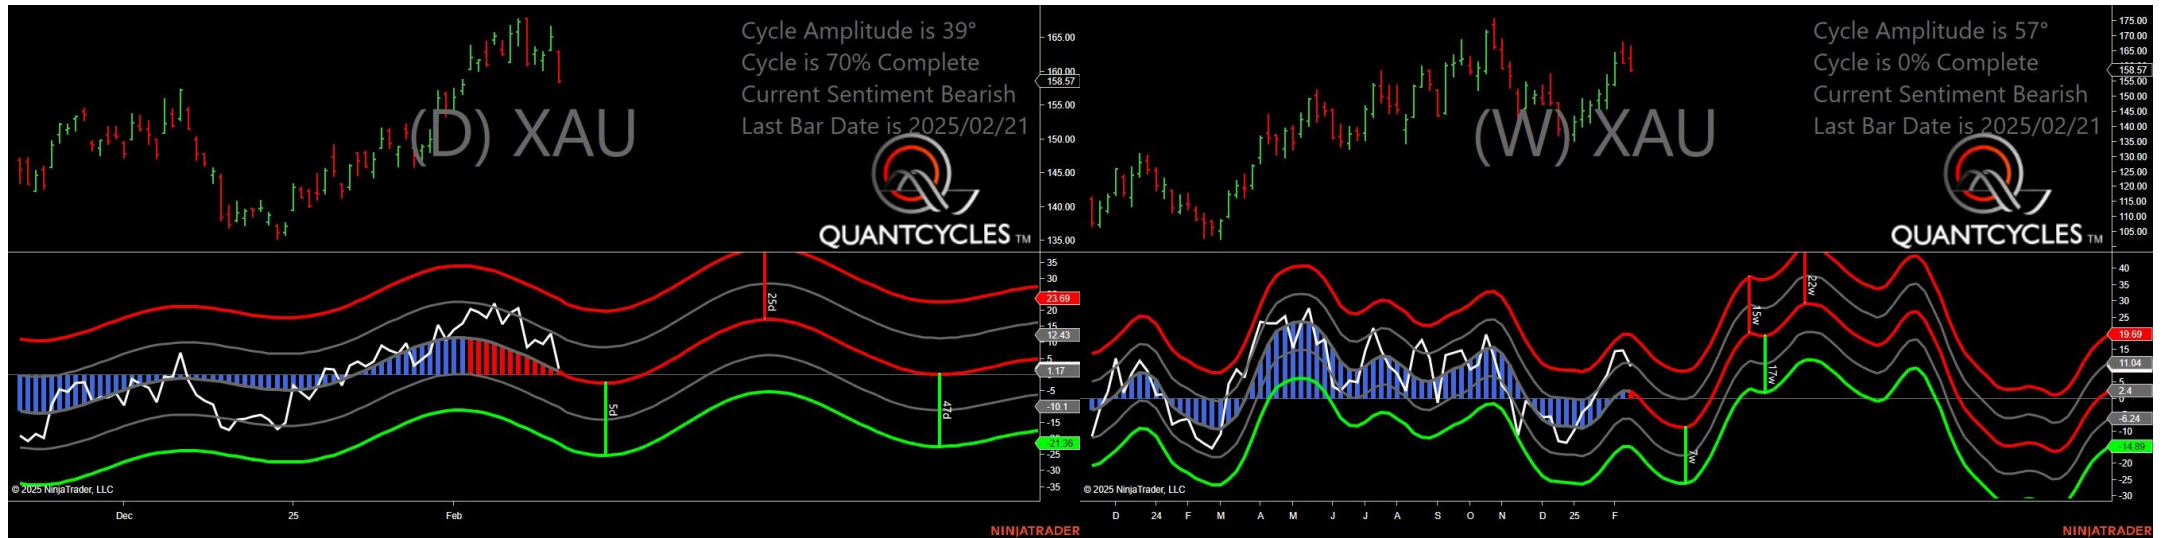 Cycle Amplitude is 39°
Cycle is 70% Complete
Current Sentiment Bearish
Last Bar Date is 2025/02/21
(D) XAU
QUANTCYCLES TM
165.00
160.00
158.57
155.00
150.00
145.00
140.00
135.00
35
30
23.69
20
15
12.43
10
5
1.17
-5
-10.1
-15
-21.36
-25
-30
-35
25d
5d
47d
© 2025 NinjaTrader, LLC
Dec
25
Feb
NINJATRADER
Cycle Amplitude is 57°
Cycle is 0% Complete
Current Sentiment Bearish
Last Bar Date is 2025/02/21
(W) XAU
QUANTCYCLES TM
175.00
170.00
165.00
158.57
155.00
150.00
145.00
140.00
135.00
130.00
125.00
120.00
115.00
110.00
105.00
40
35
30
25
19.69
15
11.04
5
2.4
0
-6.24
-10
-14.89
-20
-25
-30
15w
22w
17w
7w
© 2025 NinjaTrader, LLC
D
24
F
M
A
M
J
J
A
S
O
N
D
25
F
NINJATRADER